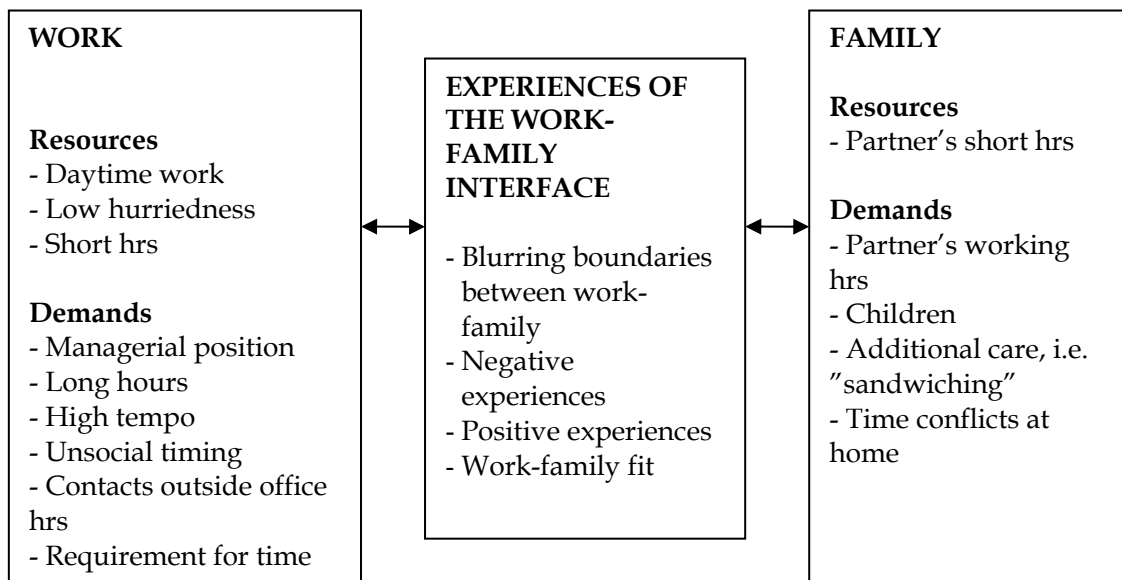 WORK
Resources
- Daytime work
- Low hurriedness
- Short hrs
Demands
- Managerial position
- Long hours
- High tempo
- Unsocial timing
- Contacts outside office
hrs
- Requirement for time
EXPERIENCES OF
THE WORK-
FAMILY
INTERFACE
- Blurring boundaries
between work-
family
- Negative
experiences
- Positive experiences
- Work-family fit
FAMILY
Resources
- Partner’s short hrs
Demands
- Partner’s working
hrs
- Children
- Additional care, i.e.
”sandwiching”
- Time conflicts at
home